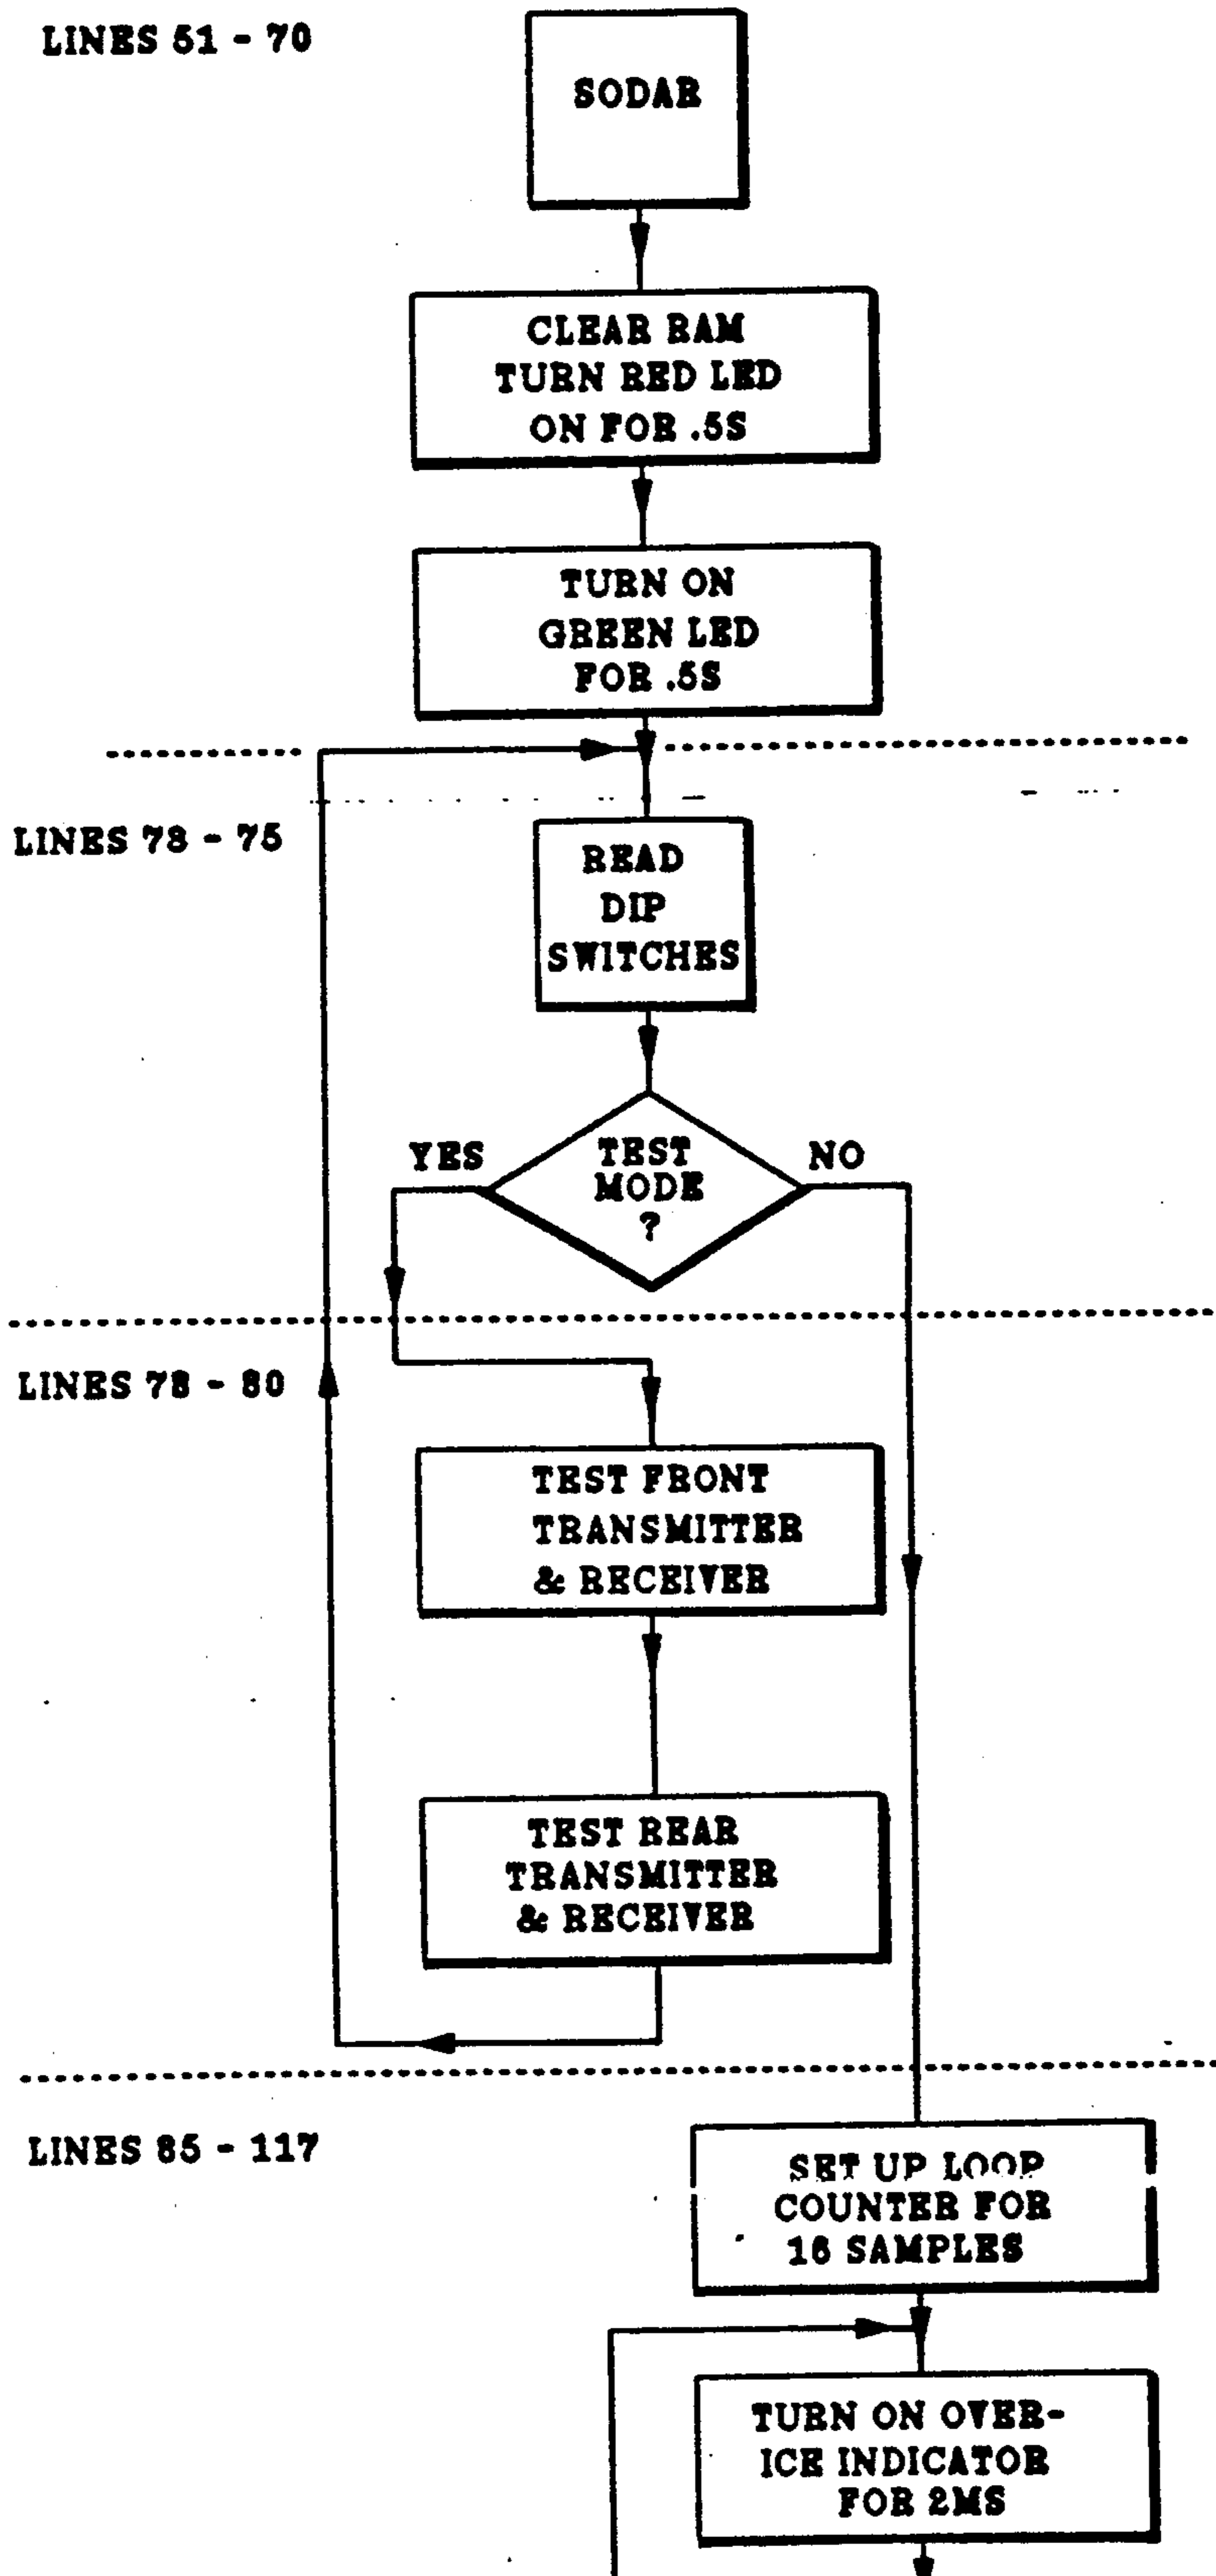 LINES 51 - 70
SODAR
CLEAR RAM
TURN RED LED
ON FOR .5S
TURN ON
GREEN LED
FOR .5S
LINES 73 - 75
READ
DIP
SWITCHES
YES
TEST
MODE
?
NO
LINES 78 - 80
TEST FRONT
TRANSMITTER
& RECEIVER
TEST REAR
TRANSMITTER
& RECEIVER
LINES 85 - 117
SET UP LOOP
COUNTER FOR
16 SAMPLES
TURN ON OVER-
ICE INDICATOR
FOR 2MS